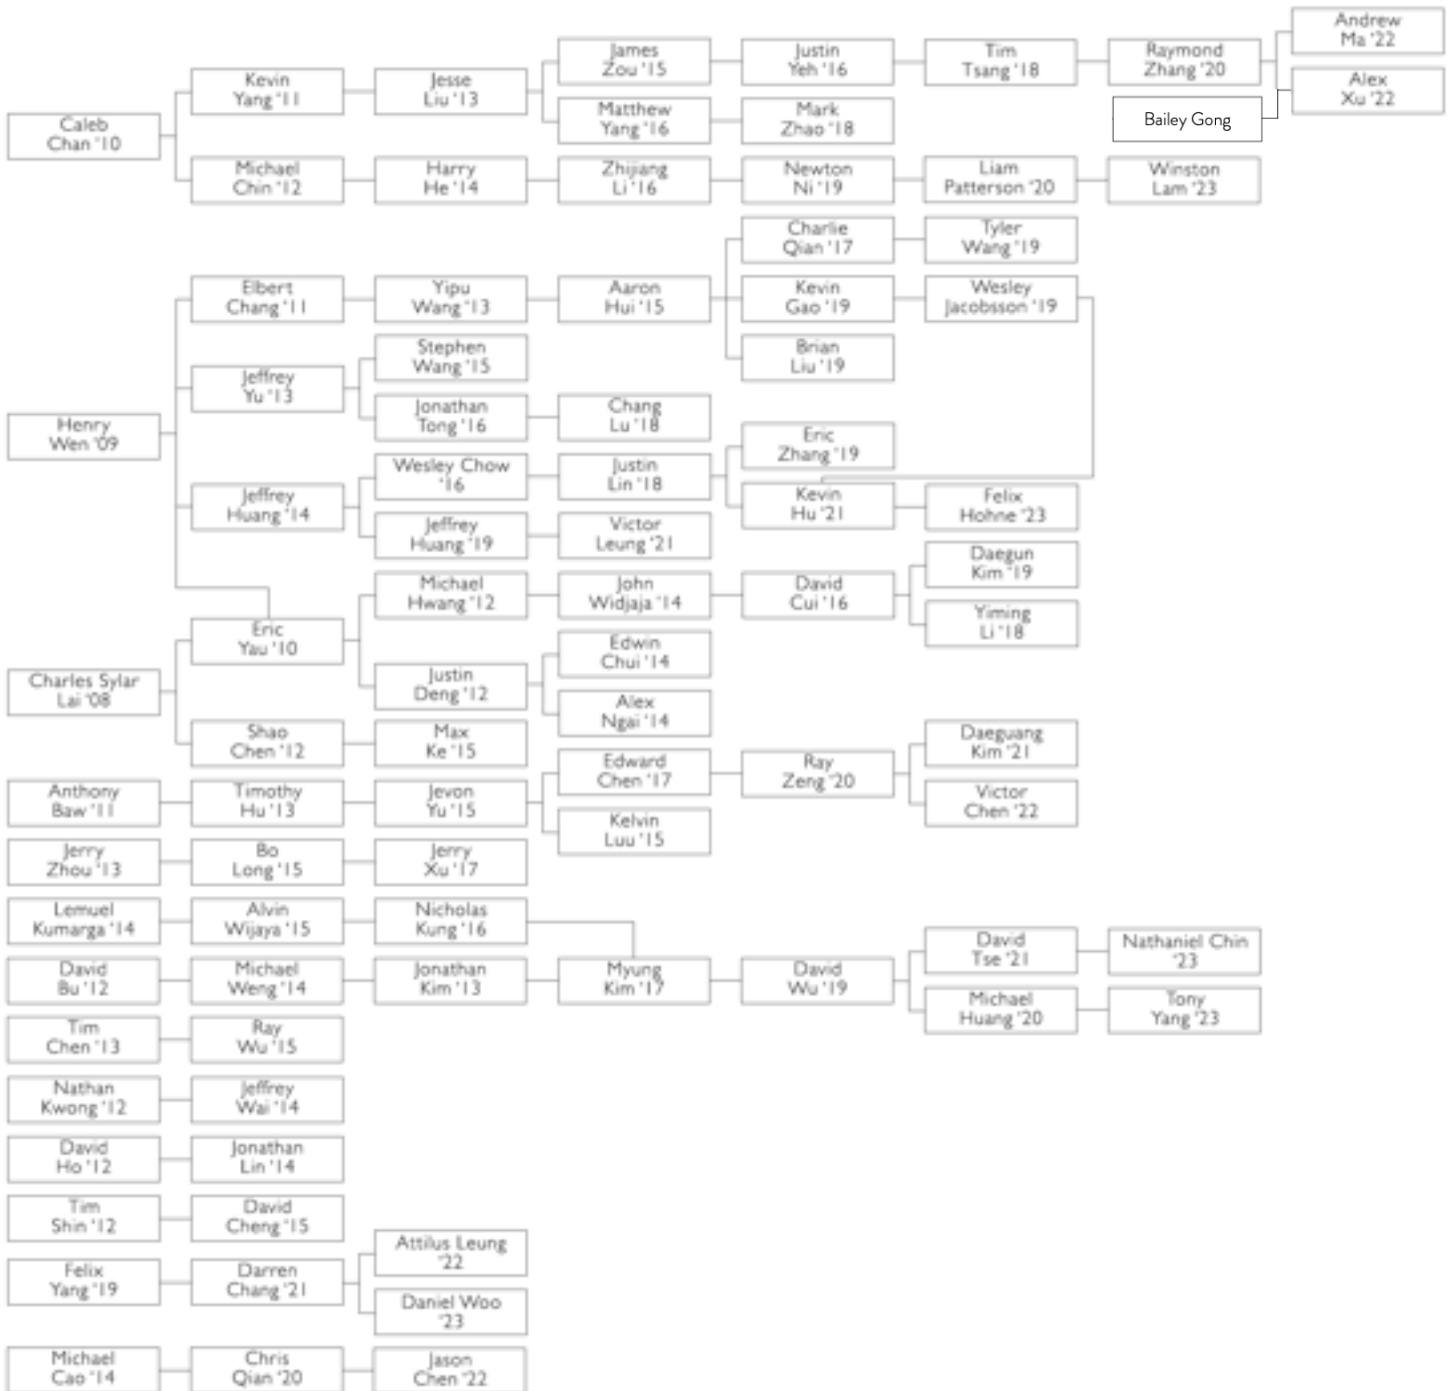 Andrew
Ma '22
James
Zou '15
Justin
Yeh '16
Tim
Tsang '18
Raymond
Zhang '20
Kevin
Yang '11
Jesse
Liu '13
Alex
Xu '22
Matthew
Yang '16
Mark
Zhao '18
Bailey Gong
Caleb
Chan '10
Michael
Chin '12
Harry
He '14
Zhijiang
Li '16
Newton
Ni '19
Liam
Patterson '20
Winston
Lam '23
Charlie
Qian '17
Tyler
Wang '19
Elbert
Chang '11
Yipu
Wang '13
Aaron
Hui '15
Kevin
Gao '19
Wesley
Jacobsson '19
Stephen
Wang '15
Brian
Liu '19
Jeffrey
Yu '13
Jonathan
Tong '16
Chang
Lu '18
Henry
Wen '09
Eric
Zhang '19
Wesley Chow
'16
Justin
Lin '18
Jeffrey
Huang '14
Kevin
Hu '21
Felix
Hohne '23
Jeffrey
Huang '19
Victor
Leung '21
Daegun
Kim '19
Michael
Hwang '12
John
Widjaja '14
David
Cui '16
Yiming
Li '18
Eric
Yau '10
Edwin
Chui '14
Charles Sylar
Lai '08
Justin
Deng '12
Alex
Ngai '14
Shao
Chen '12
Max
Ke '15
Daeguang
Kim '21
Edward
Chen '17
Ray
Zeng '20
Anthony
Baw '11
Timothy
Hu '13
Jevon
Yu '15
Victor
Chen '22
Kelvin
Luu '15
Jerry
Zhou '13
Bo
Long '15
Jerry
Xu '17
Lemuel
Kumarga '14
Alvin
Wijaya '15
Nicholas
Kung '16
David
Tse '21
Nathaniel Chin
'23
David
Bu '12
Michael
Weng '14
Jonathan
Kim '13
Myung
Kim '17
David
Wu '19
Michael
Huang '20
Tony
Yang '23
Tim
Chen '13
Ray
Wu '15
Nathan
Kwong '12
Jeffrey
Wai '14
David
Ho '12
Jonathan
Lin '14
Tim
Shin '12
David
Cheng '15
Attilus Leung
'22
Felix
Yang '19
Darren
Chang '21
Daniel Woo
'23
Michael
Cao '14
Chris
Qian '20
Jason
Chen '22